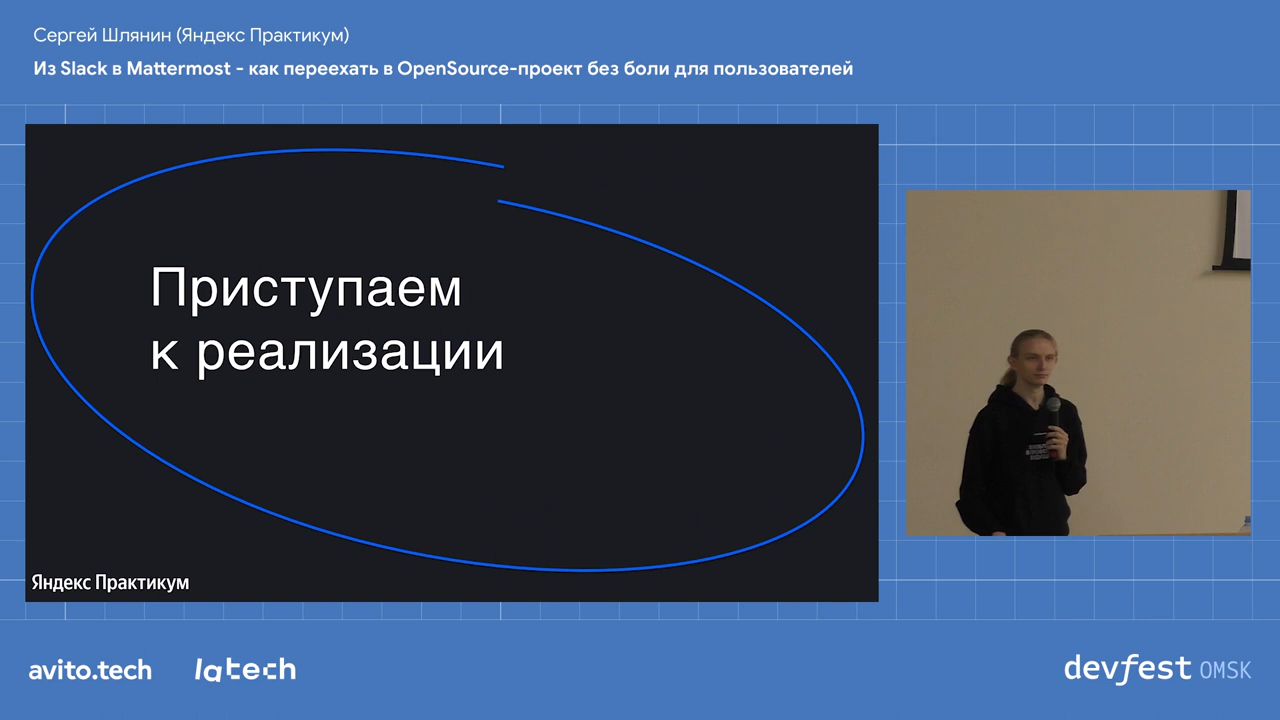 Сергей Шлянин (Яндекс Практикум)
Из Slack в Mattermost - как переехать в OpenSource-проект без боли для пользователей
Приступаем
к реализации
Яндекс Практикум
avito.tech
latech
devfest OMSK